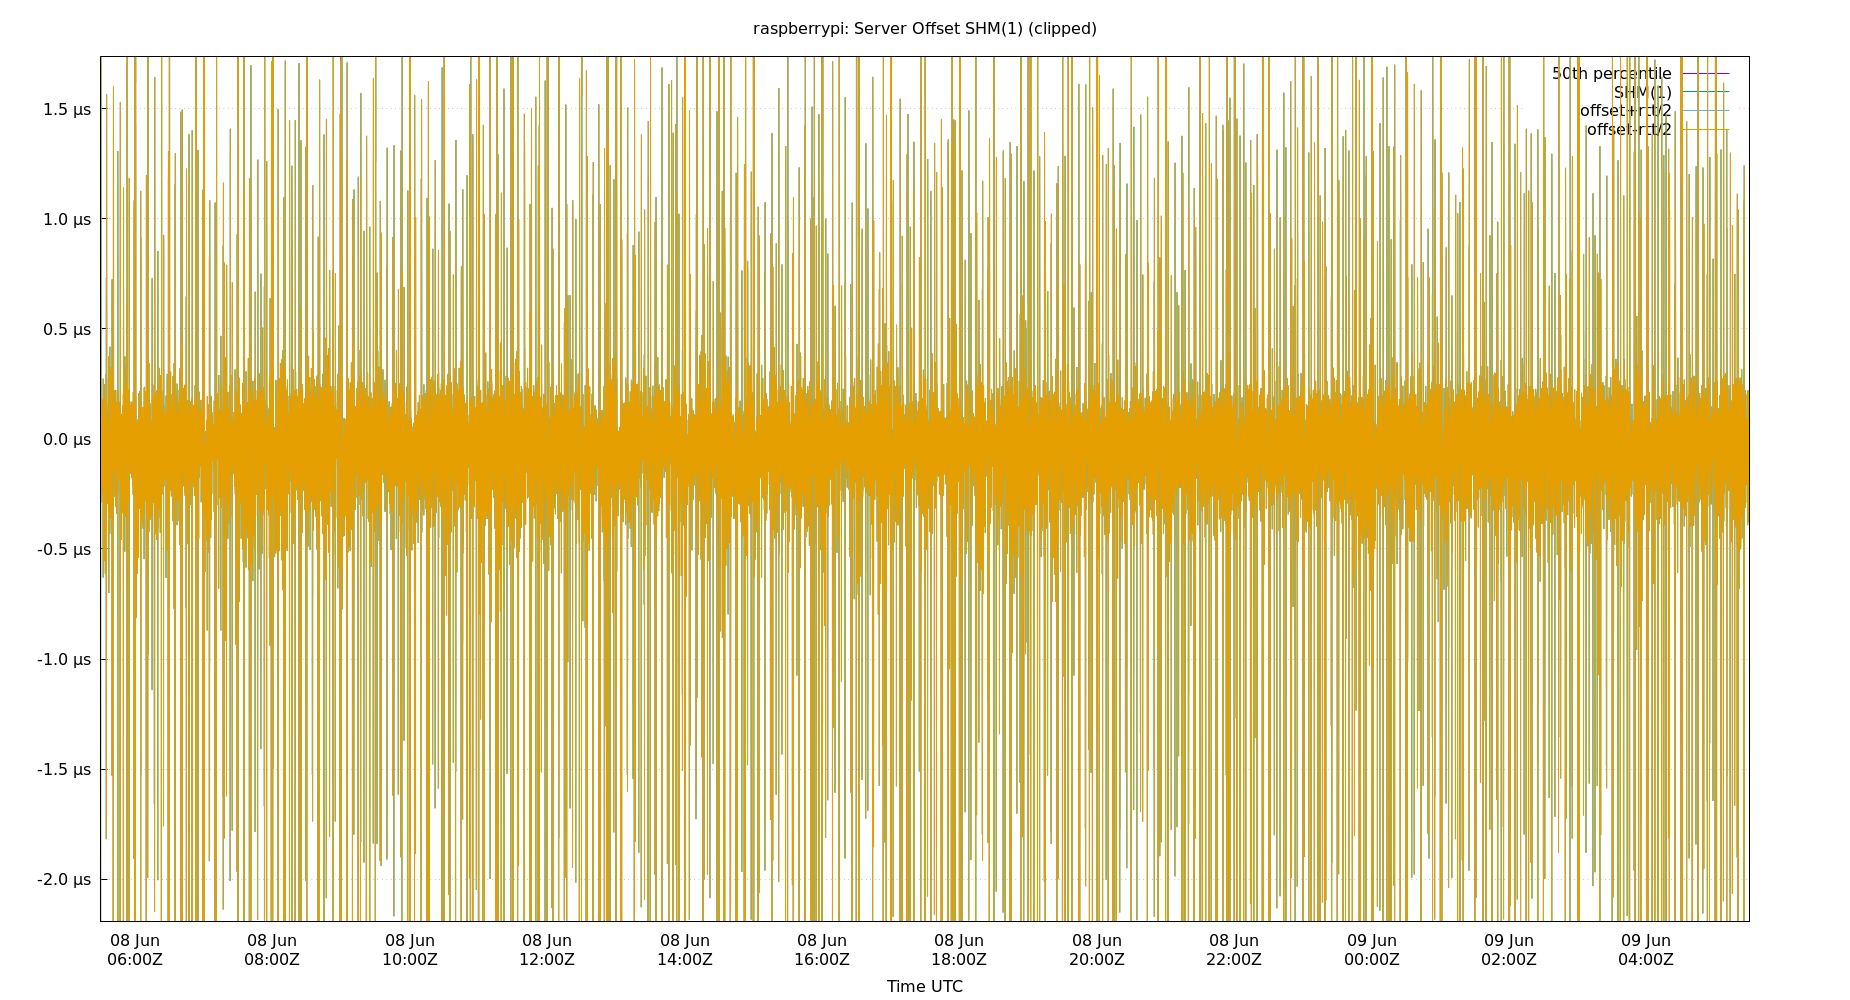 raspberrypi: Server Offset SHM(1) (clipped)
50th percentile
SHM(1)
offset+rtt/2
offset-rtt/2
1.5 µs
1.0 µs
0.5 µs
0.0 µs
-0.5 µs
-1.0 µs
-1.5 µs
-2.0 µs
08 Jun 08 Jun 08 Jun 08 Jun 08 Jun 08 Jun 08 Jun 08 Jun 08 Jun 09 Jun 09 Jun 09 Jun
06:00Z 08:00Z 10:00Z 12:00Z 14:00Z 16:00Z 18:00Z 20:00Z 22:00Z 00:00Z 02:00Z 04:00Z
Time UTC